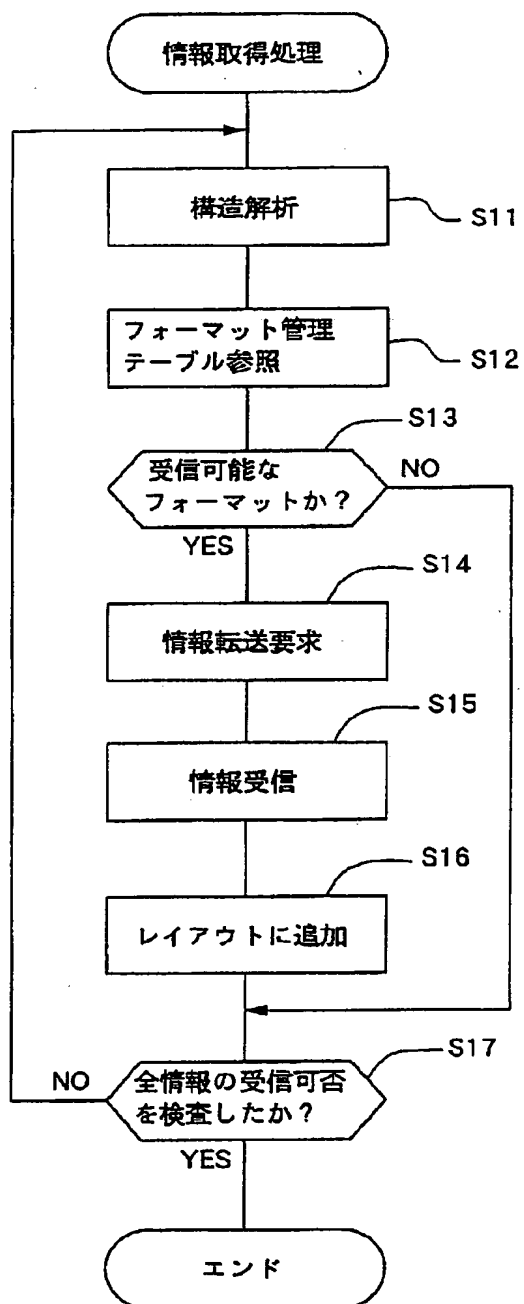 情報取得処理
構造解析
S11
フォーマット管理
テーブル参照
S12
S13
受信可能な
フォーマットか？
NO
YES
S14
情報転送要求
S15
情報受信
S16
レイアウトに追加
S17
NO
全情報の受信可否
を検査したか？
YES
エンド